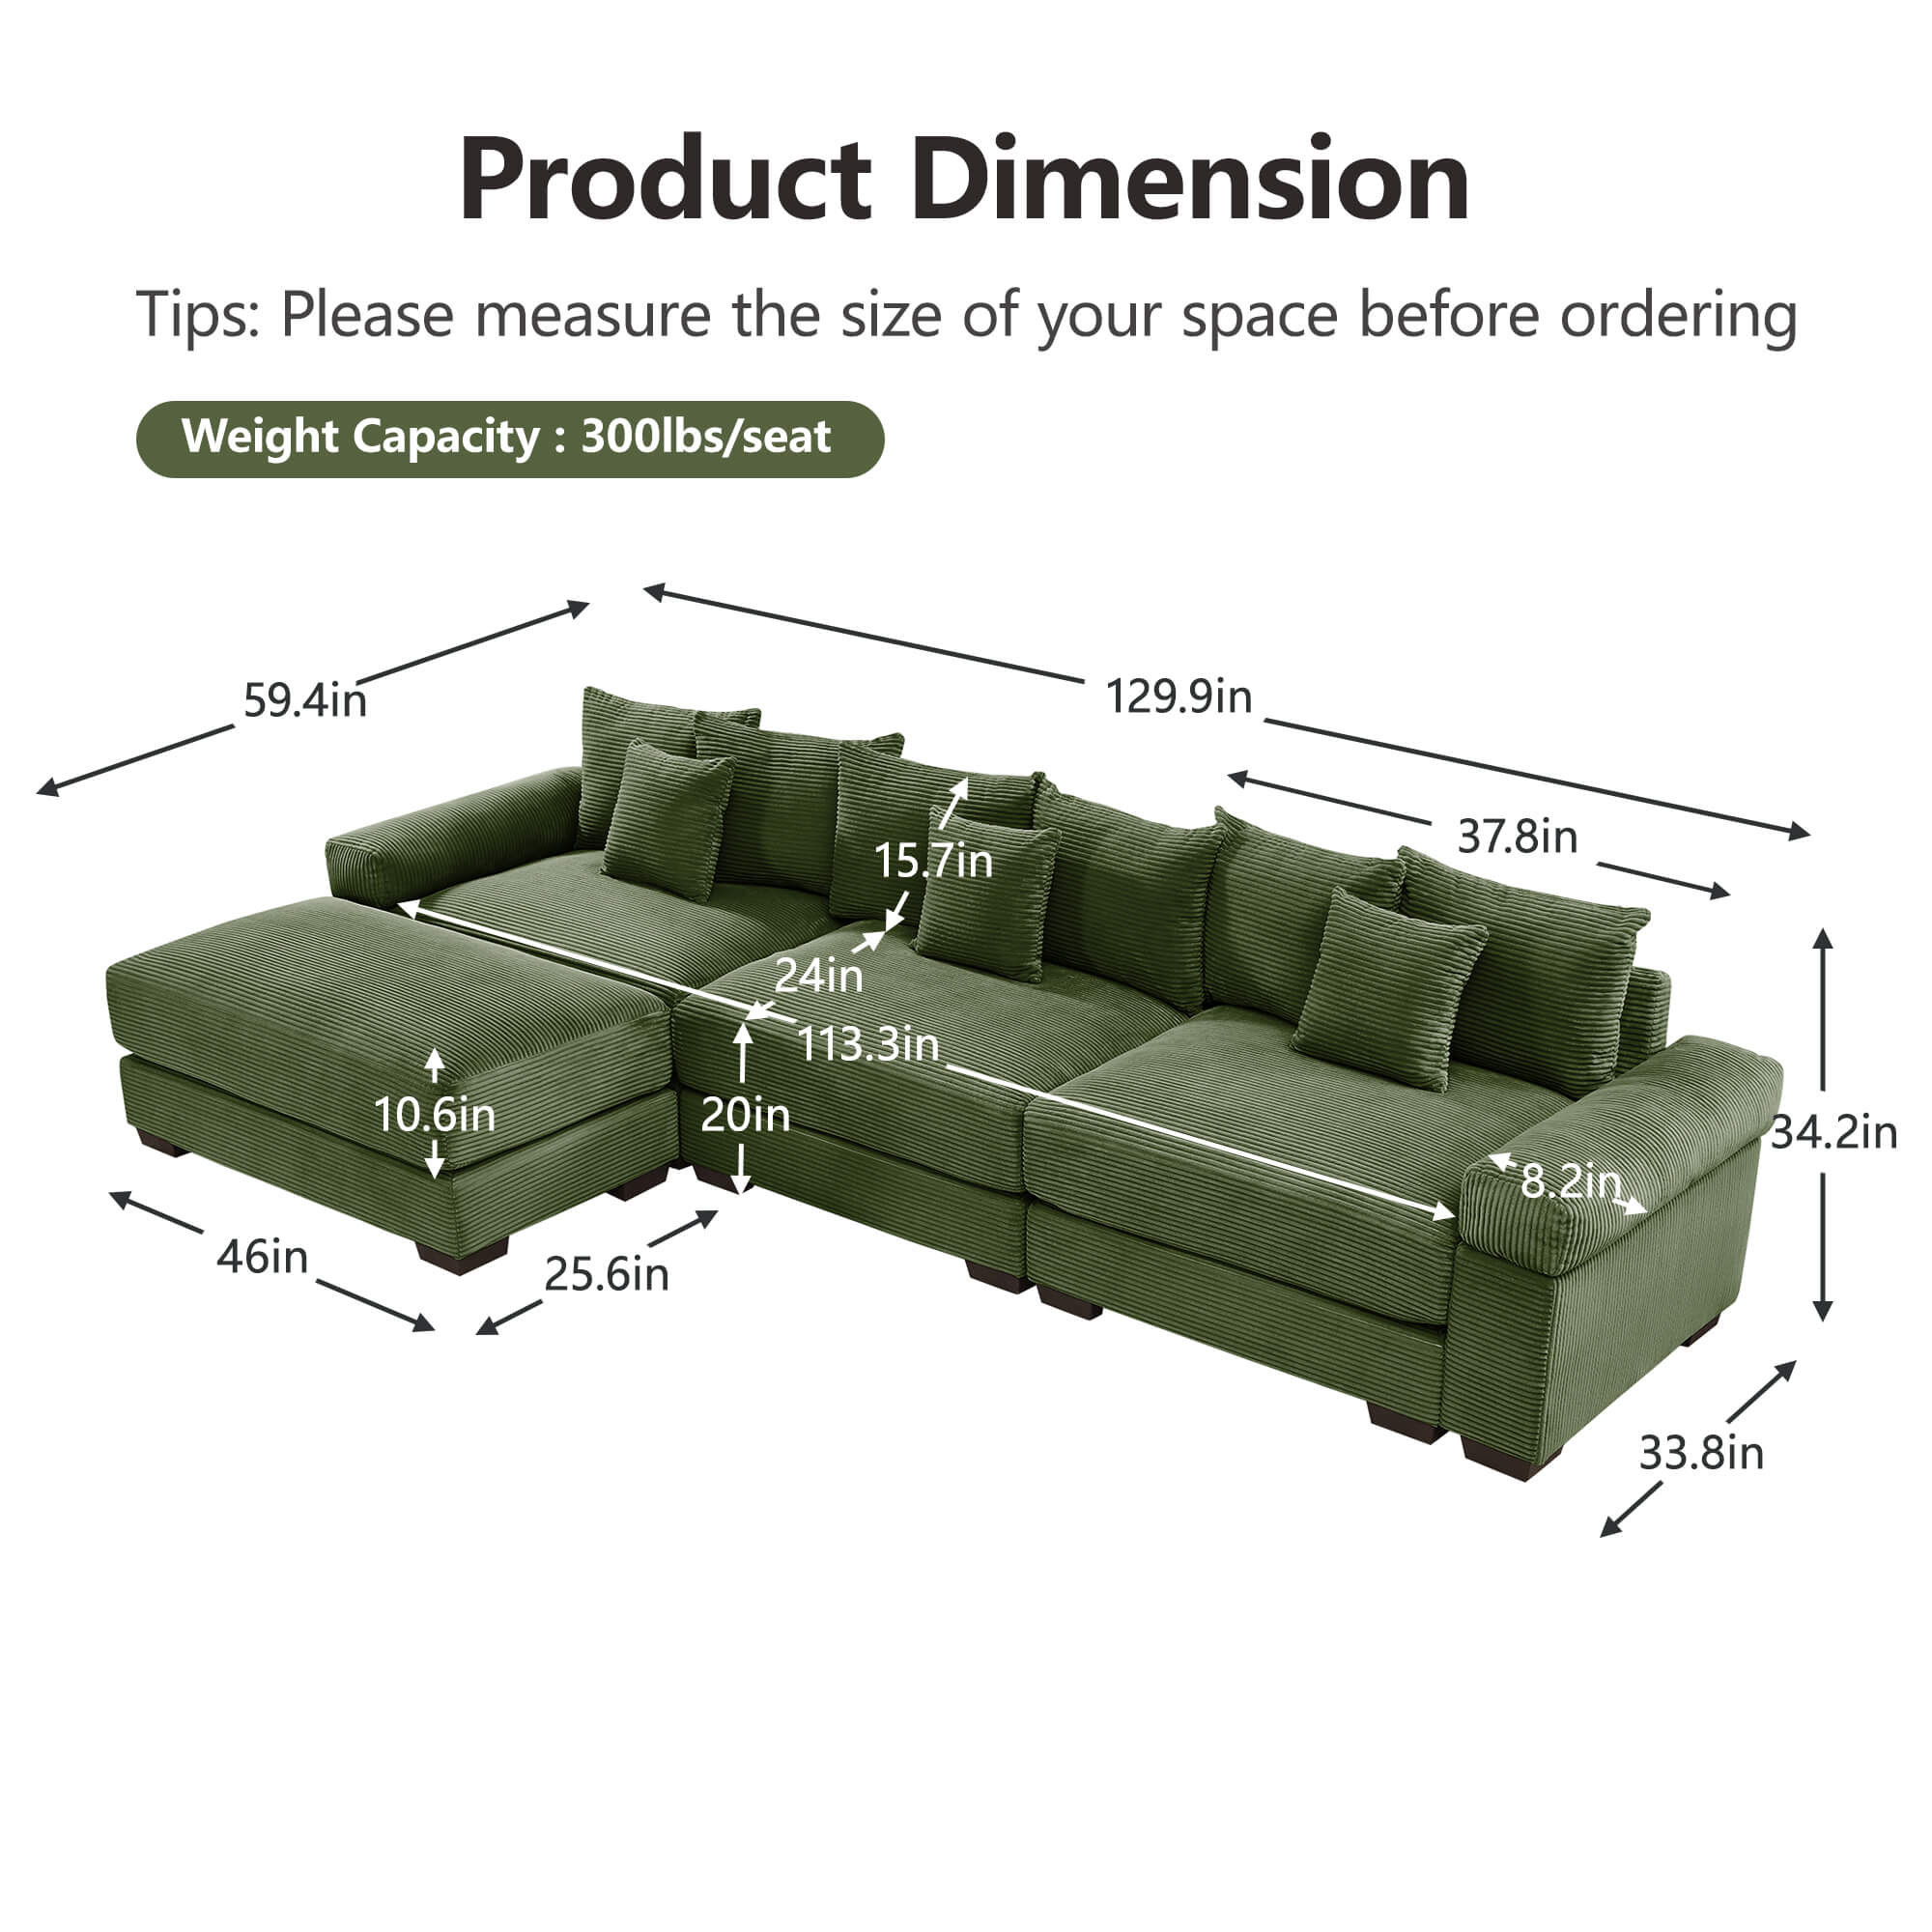 Product Dimension
Tips: Please measure the size of your space before ordering
Weight Capacity : 300lbs/seat
59.4in
129.9in
37.8in
15.7in
24in
113.3in
10.6in
20in
34.2in
8.2in
46in
25.6in
33.8in